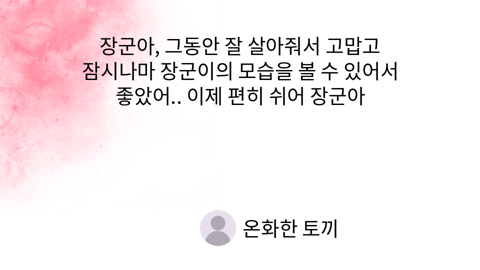 장군아, 그동안 잘 살아줘서 고맙고
잠시나마 장군이의 모습을 볼 수 있어서
좋았어.. 이제 편히 쉬어 장군아
온화한 토끼